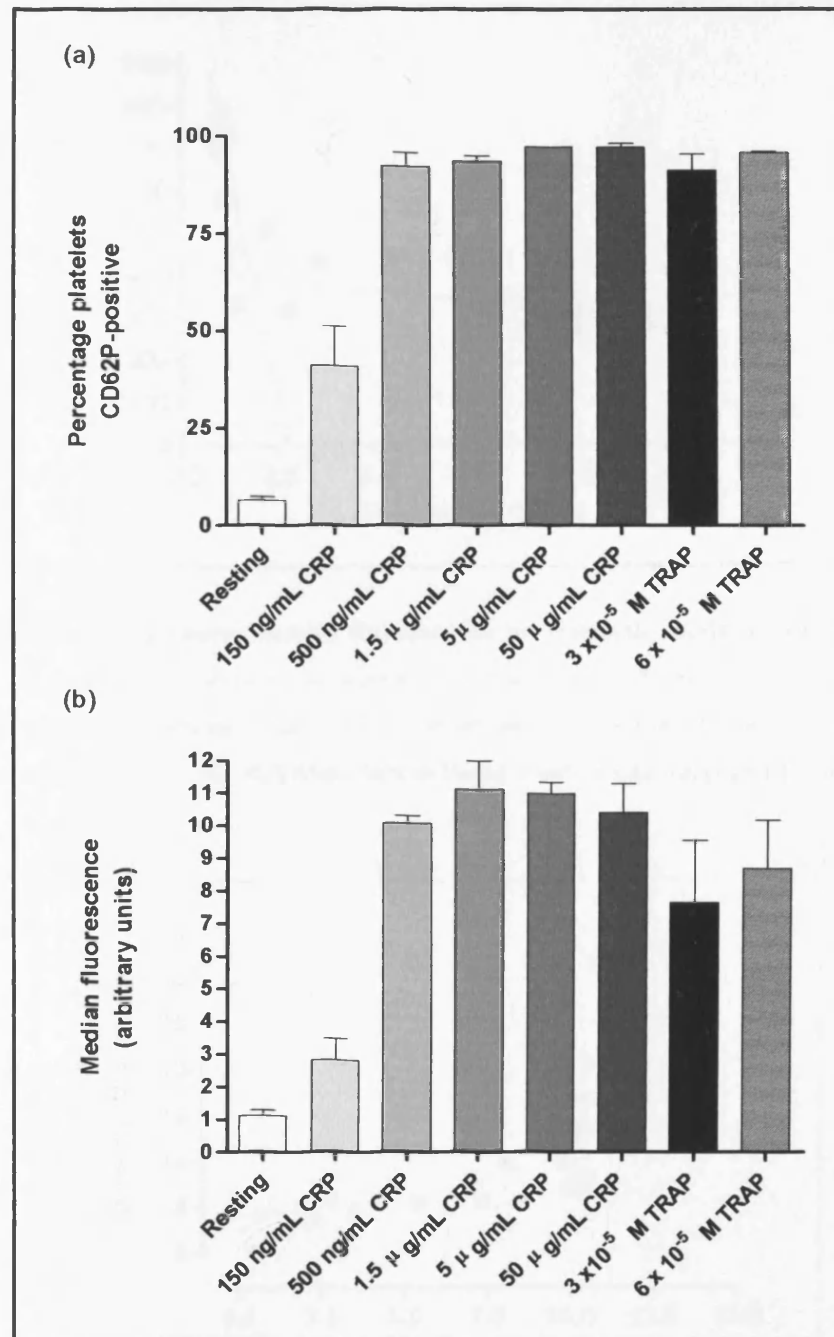 (a)
Percentage platelets
CD62P-positive
100
75
50
25
0
Resting
150 ng/mL CRP
500 ng/mL CRP
1.5 μ g/mL CRP
5μ g/mL CRP
50 μ g/mL CRP
3 x10⁻⁵ M TRAP
6 x 10⁻⁵ M TRAP
(b)
Median fluorescence
(arbitrary units)
12
11
10
9
8
7
6
5
4
3
2
1
0
Resting
150 ng/mL CRP
500 ng/mL CRP
1.5 μ g/mL CRP
5 μ g/mL CRP
50 μ g/mL CRP
3 x10⁻⁵ M TRAP
6 x 10⁻⁵ M TRAP